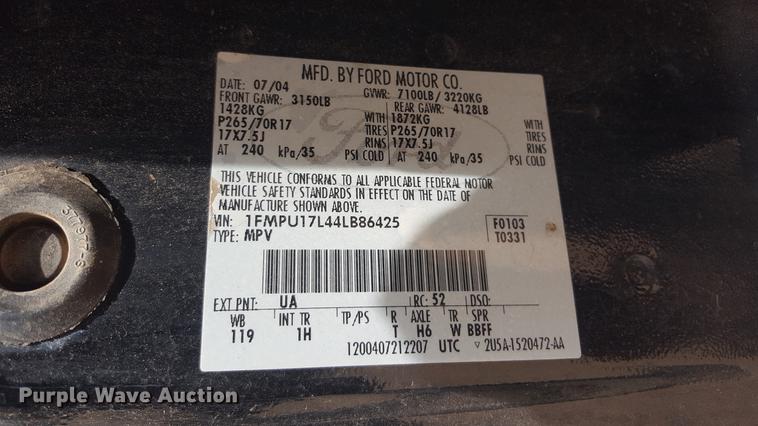 MFD. BY FORD MOTOR CO.
DATE: 07/04 GVWR: 7100LB/ 3220KG
FRONT GAWR: 3150LB REAR GAWR: 4128LB
1428KG WITH 1872KG WITH
P265/70R17 TIRES P265/70R17 TIRES
17X7.5J RIMS 17X7.5J RIMS
AT 240 kPa/35 PSI COLD AT 240 kPa/35 PSI COLD
THIS VEHICLE CONFORMS TO ALL APPLICABLE FEDERAL MOTOR
VEHICLE SAFETY STANDARDS IN EFFECT ON THE DATE OF
MANUFACTURE SHOWN ABOVE.
VIN: 1FMPU17L44LB86425 F0103
TYPE: MPV T0331
EXT PNT: UA RC: 52 DSO:
WB INT TR TP/PS R AXLE TR SPR
119 1H T H6 W BBFF
1200407212207 UTC ▽ 2U5A-1520472-AA
Ford
377977-S
Purple Wave Auction